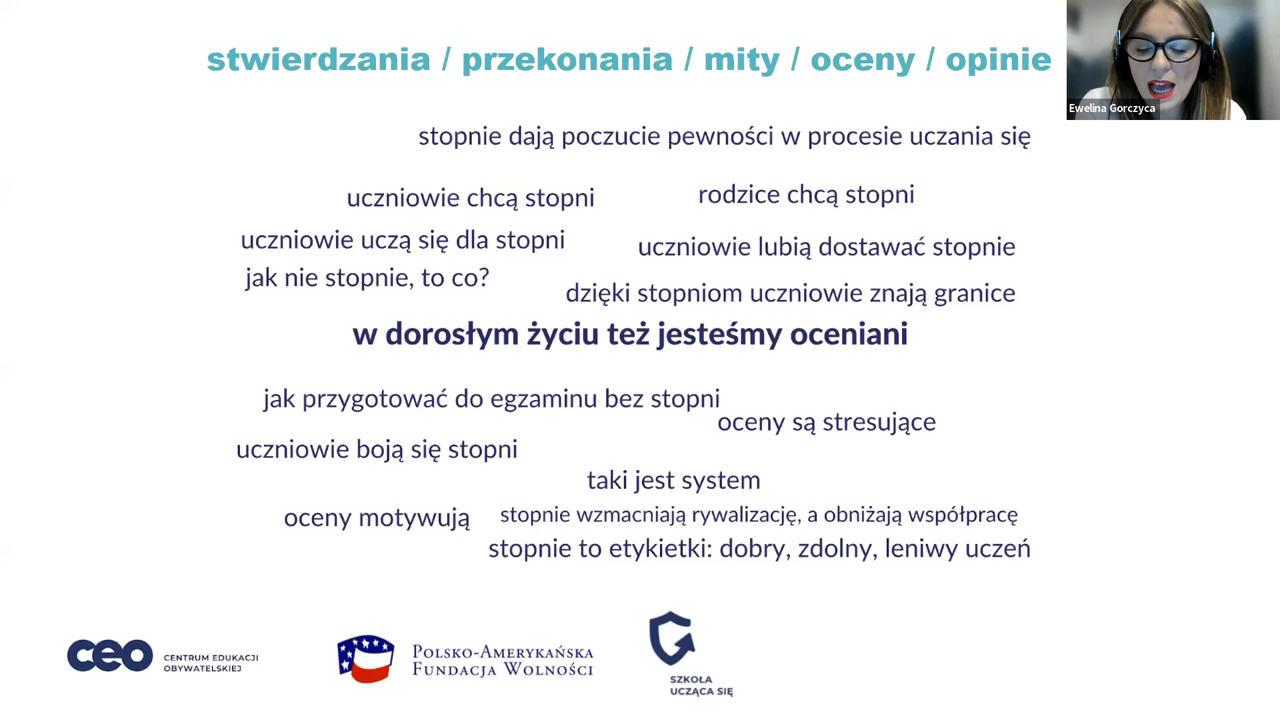 stwierdzania / przekonania / mity / oceny / opinie
Ewelina Gorczyca
stopnie dają poczucie pewności w procesie uczania się
uczniowie chcą stopni
rodzice chcą stopni
uczniowie uczą się dla stopni
uczniowie lubią dostawać stopnie
jak nie stopnie, to co?
dzięki stopniom uczniowie znają granice
w dorosłym życiu też jesteśmy oceniani
jak przygotować do egzaminu bez stopni
oceny są stresujące
uczniowie boją się stopni
taki jest system
oceny motywują
stopnie wzmacniają rywalizację, a obniżają współpracę
stopnie to etykietki: dobry, zdolny, leniwy uczeń
ceo
CENTRUM EDUKACJI
OBYWATELSKIEJ
POLSKO-AMERYKAŃSKA
FUNDACJA WOLNOŚCI
SZKOŁA
UCZĄCA SIĘ